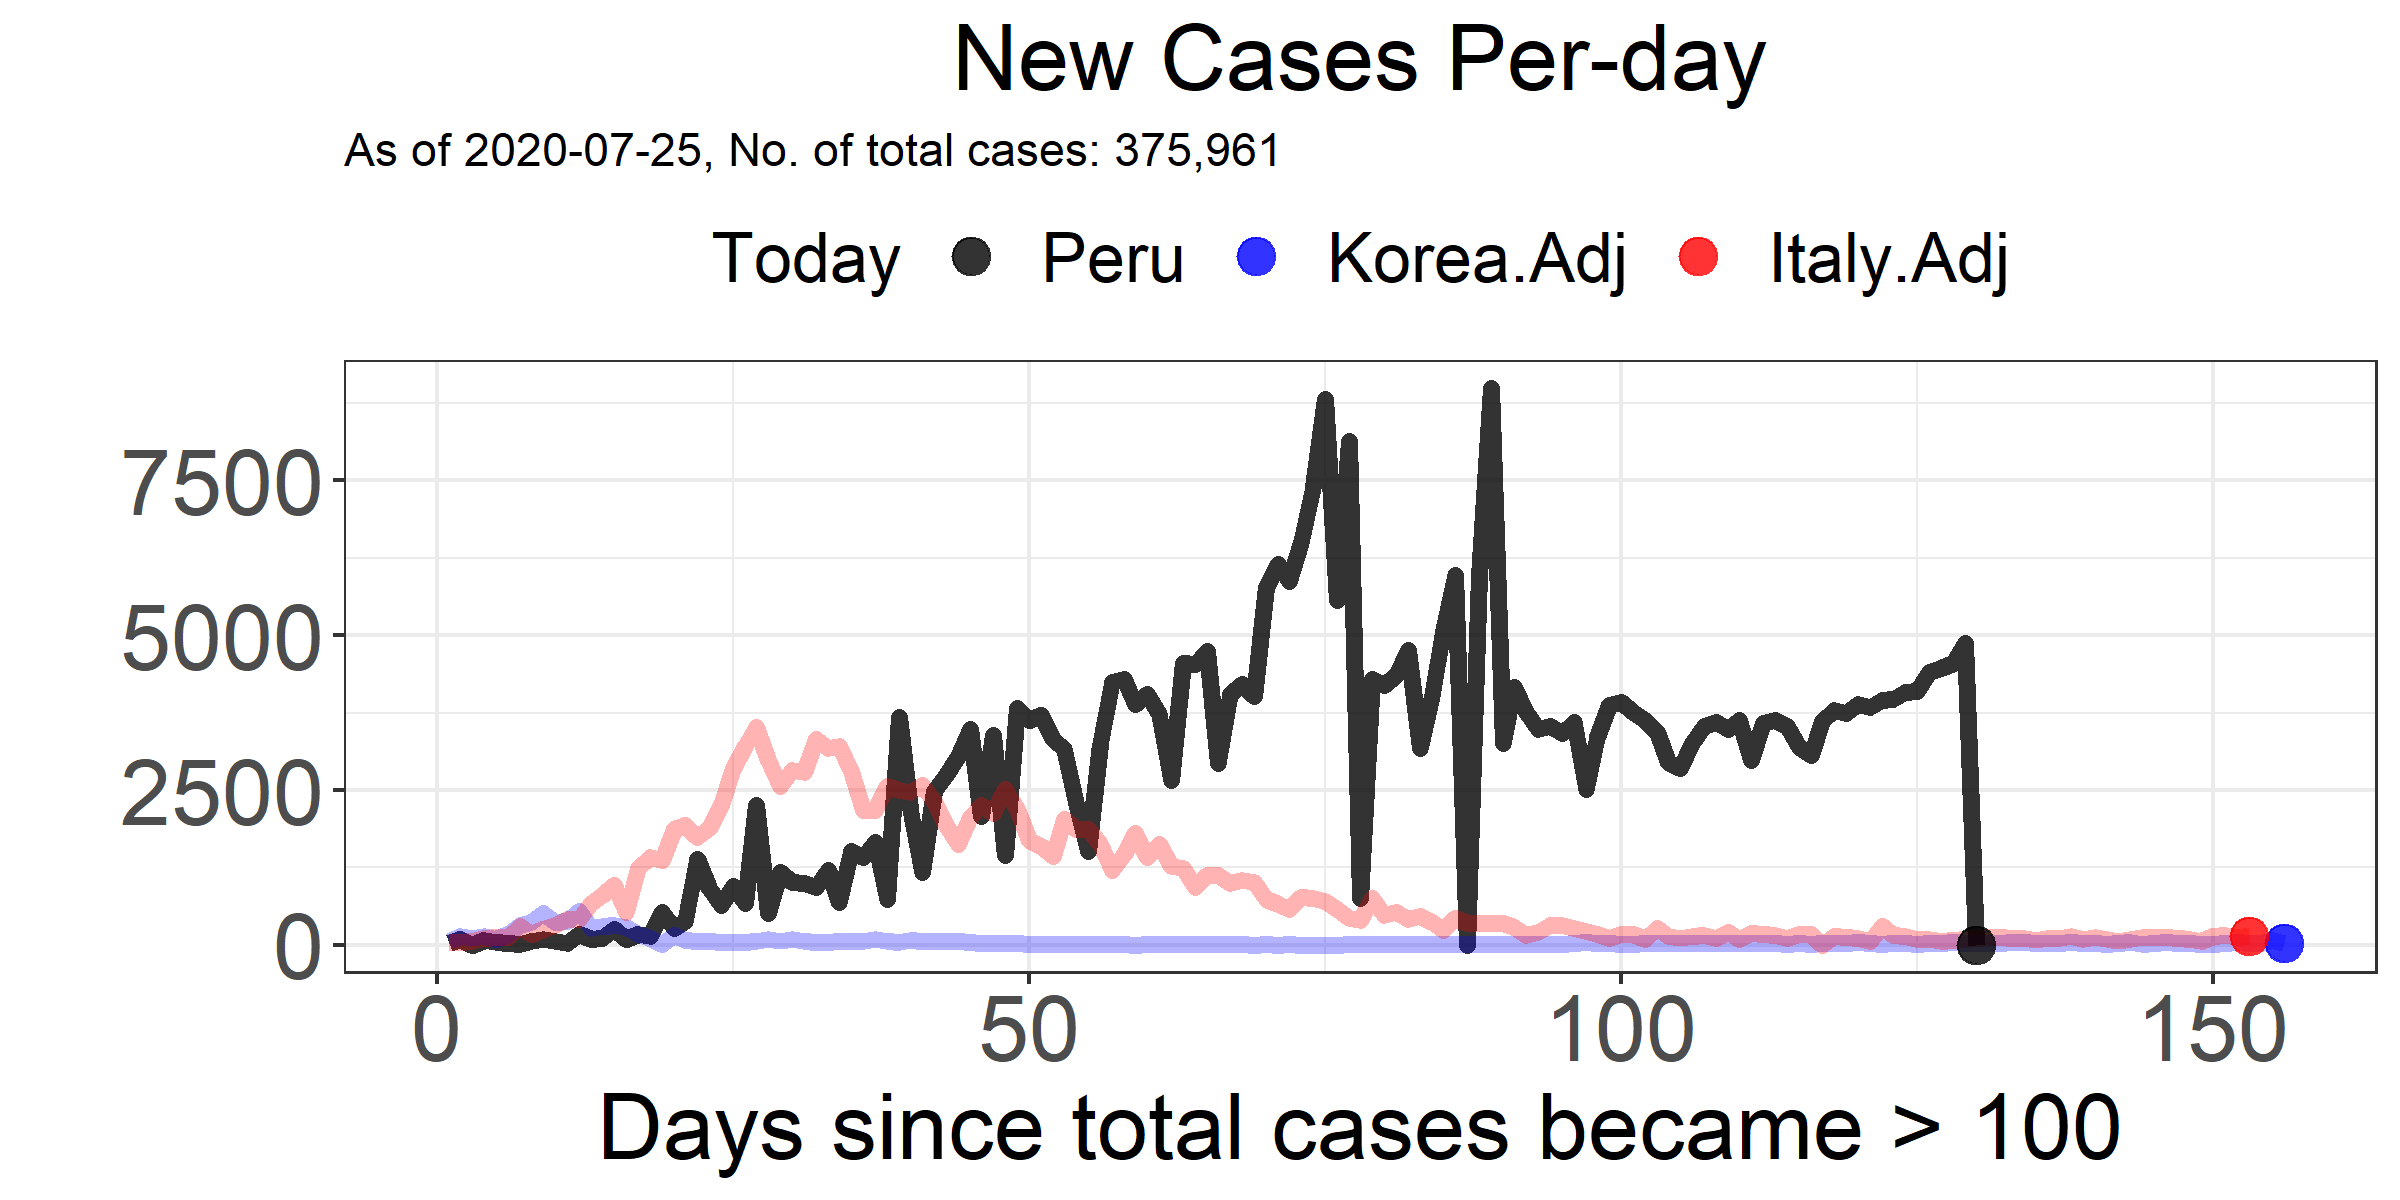 New Cases Per-day
As of 2020-07-25, No. of total cases: 375,961
Today Peru Korea.Adj Italy.Adj
7500
5000
2500
0
0 50 100 150
Days since total cases became > 100